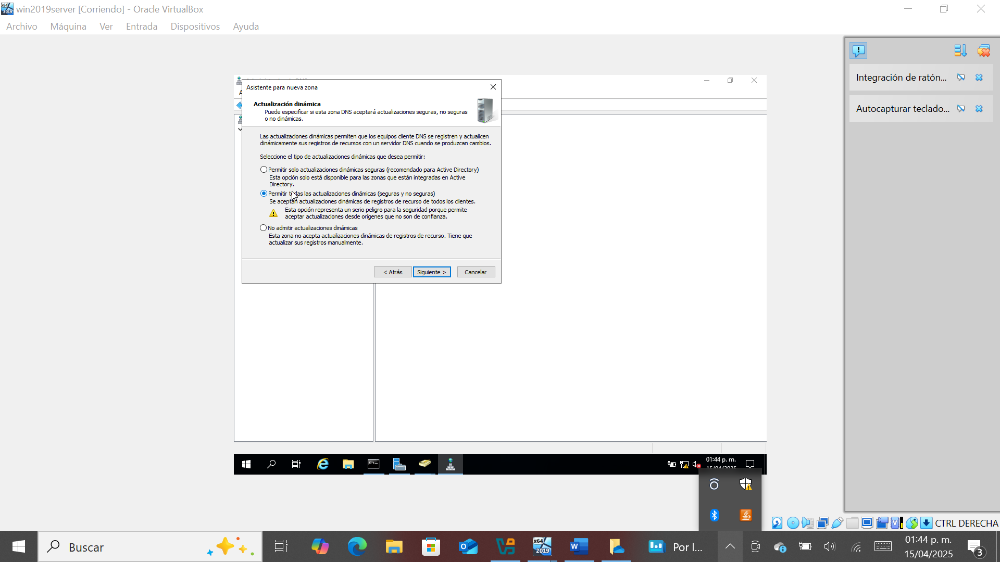 win2019server [Corriendo] - Oracle VirtualBox
Archivo Máquina Ver Entrada Dispositivos Ayuda
Integración de ratón...
Autocapturar teclado...
Asistente para nueva zona
Actualización dinámica
Puede especificar si esta zona DNS aceptará actualizaciones seguras, no seguras
o no dinámicas.
Las actualizaciones dinámicas permiten que los equipos cliente DNS se registren y actualicen
dinámicamente sus registros de recursos con un servidor DNS cuando se produzcan cambios.
Seleccione el tipo de actualizaciones dinámicas que desea permitir:
Permitir solo actualizaciones dinámicas seguras (recomendado para Active Directory)
Esta opción solo está disponible para las zonas que están integradas en Active
Directory.
Permitir todas las actualizaciones dinámicas (seguras y no seguras)
Se aceptan actualizaciones dinámicas de registros de recurso de todos los clientes.
Esta opción representa un serio peligro para la seguridad porque permite
aceptar actualizaciones desde orígenes que no son de confianza.
No admitir actualizaciones dinámicas
Esta zona no acepta actualizaciones dinámicas de registros de recurso. Tiene que
actualizar sus registros manualmente.
< Atrás Siguiente > Cancelar
01:44 p. m.
15/04/2025
CTRL DERECHA
Buscar
x64
2019
Por l...
01:44 p. m.
15/04/2025
3